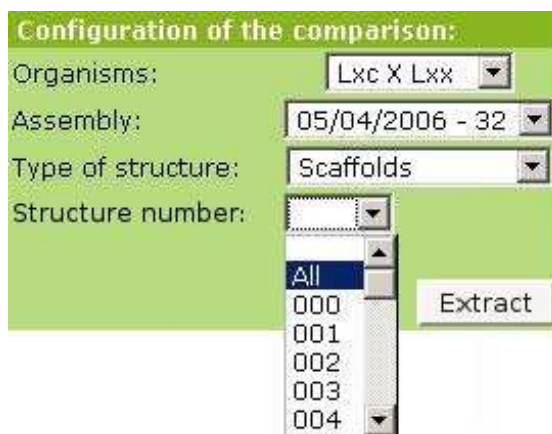 Configuration of the comparison:
Organisms: Lxc X Lxx
Assembly: 05/04/2006 - 32
Type of structure: Scaffolds
Structure number:
All
000
Extract
001
002
003
004